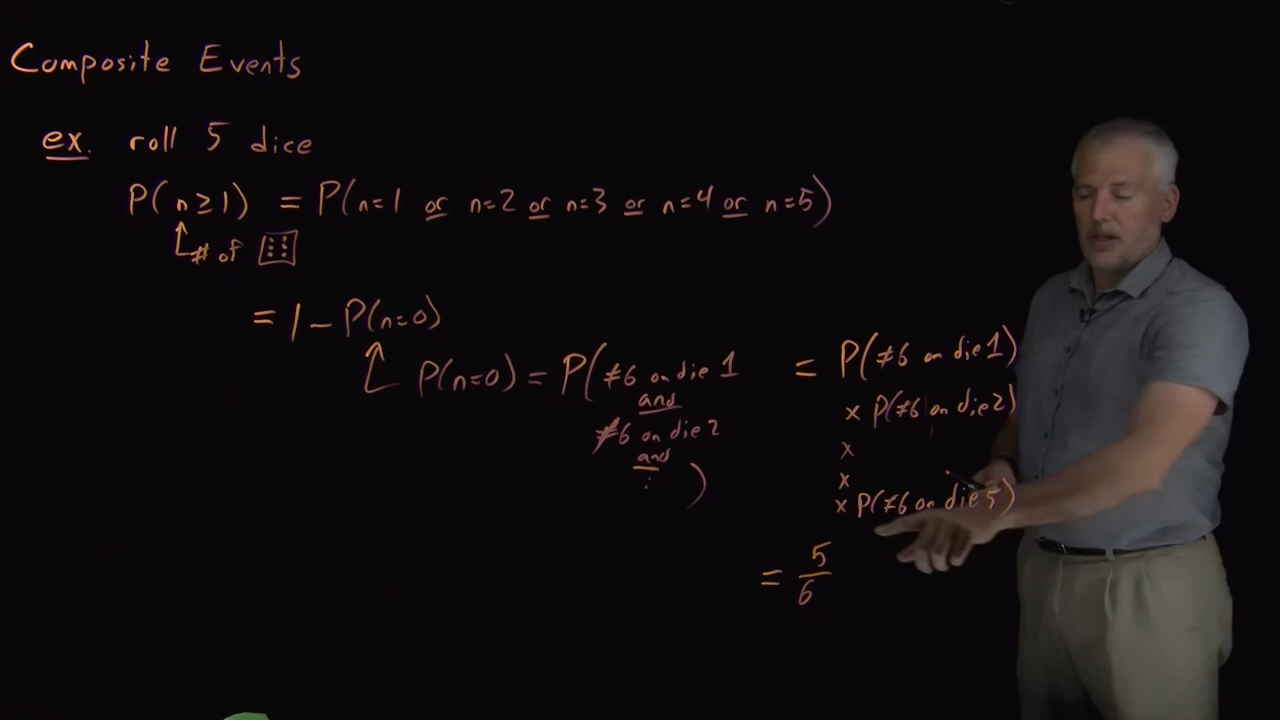 Composite Events
ex. roll 5 dice
P(n≥1) = P(n=1 or n=2 or n=3 or n=4 or n=5)
# of
= 1 - P(n=0)
P(n=0) = P(≠6 on die 1
and
≠6 on die 2
and
⋮ )
= P(≠6 on die 1)
× P(≠6 on die 2)
×
×
× P(≠6 on die 5)
= 5/6